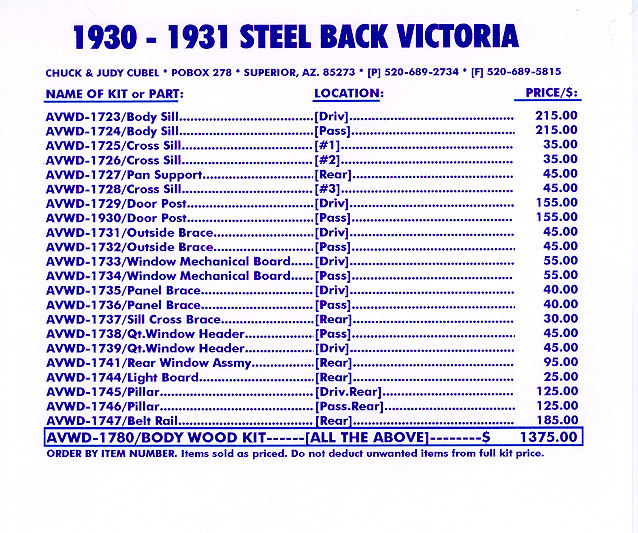 1930 - 1931 STEEL BACK VICTORIA
CHUCK & JUDY CUBEL * POBOX 278 * SUPERIOR, AZ. 85273 * [P] 520-689-2734 * [F] 520-689-5815
NAME OF KIT or PART: LOCATION: PRICE/$:
AVWD-1723/Body Sill....................................[Driv]........................................... 215.00
AVWD-1724/Body Sill....................................[Pass]........................................... 215.00
AVWD-1725/Cross Sill..................................[#1]............................................... 35.00
AVWD-1726/Cross Sill..................................[#2]............................................... 35.00
AVWD-1727/Pan Support.............................[Rear].......................................... 45.00
AVWD-1728/Cross Sill..................................[#3]............................................... 45.00
AVWD-1729/Door Post.................................[Driv]........................................... 155.00
AVWD-1930/Door Post.................................[Pass].......................................... 155.00
AVWD-1731/Outside Brace..........................[Driv]........................................... 45.00
AVWD-1732/Outside Brace..........................[Pass].......................................... 45.00
AVWD-1733/Window Mechanical Board......[Driv]........................................... 55.00
AVWD-1734/Window Mechanical Board......[Pass].......................................... 55.00
AVWD-1735/Panel Brace.............................[Driv]........................................... 40.00
AVWD-1736/Panel Brace.............................[Pass].......................................... 40.00
AVWD-1737/Sill Cross Brace........................[Rear].......................................... 30.00
AVWD-1738/Qt.Window Header..................[Pass].......................................... 45.00
AVWD-1739/Qt.Window Header..................[Driv]........................................... 45.00
AVWD-1741/Rear Window Assmy................[Rear].......................................... 95.00
AVWD-1744/Light Board..............................[Rear].......................................... 25.00
AVWD-1745/Pillar.........................................[Driv.Rear].................................. 125.00
AVWD-1746/Pillar.........................................[Pass.Rear]................................. 125.00
AVWD-1747/Belt Rail....................................[Rear].......................................... 185.00
AVWD-1780/BODY WOOD KIT------[ALL THE ABOVE]--------$ 1375.00
ORDER BY ITEM NUMBER. Items sold as priced. Do not deduct unwanted items from full kit price.